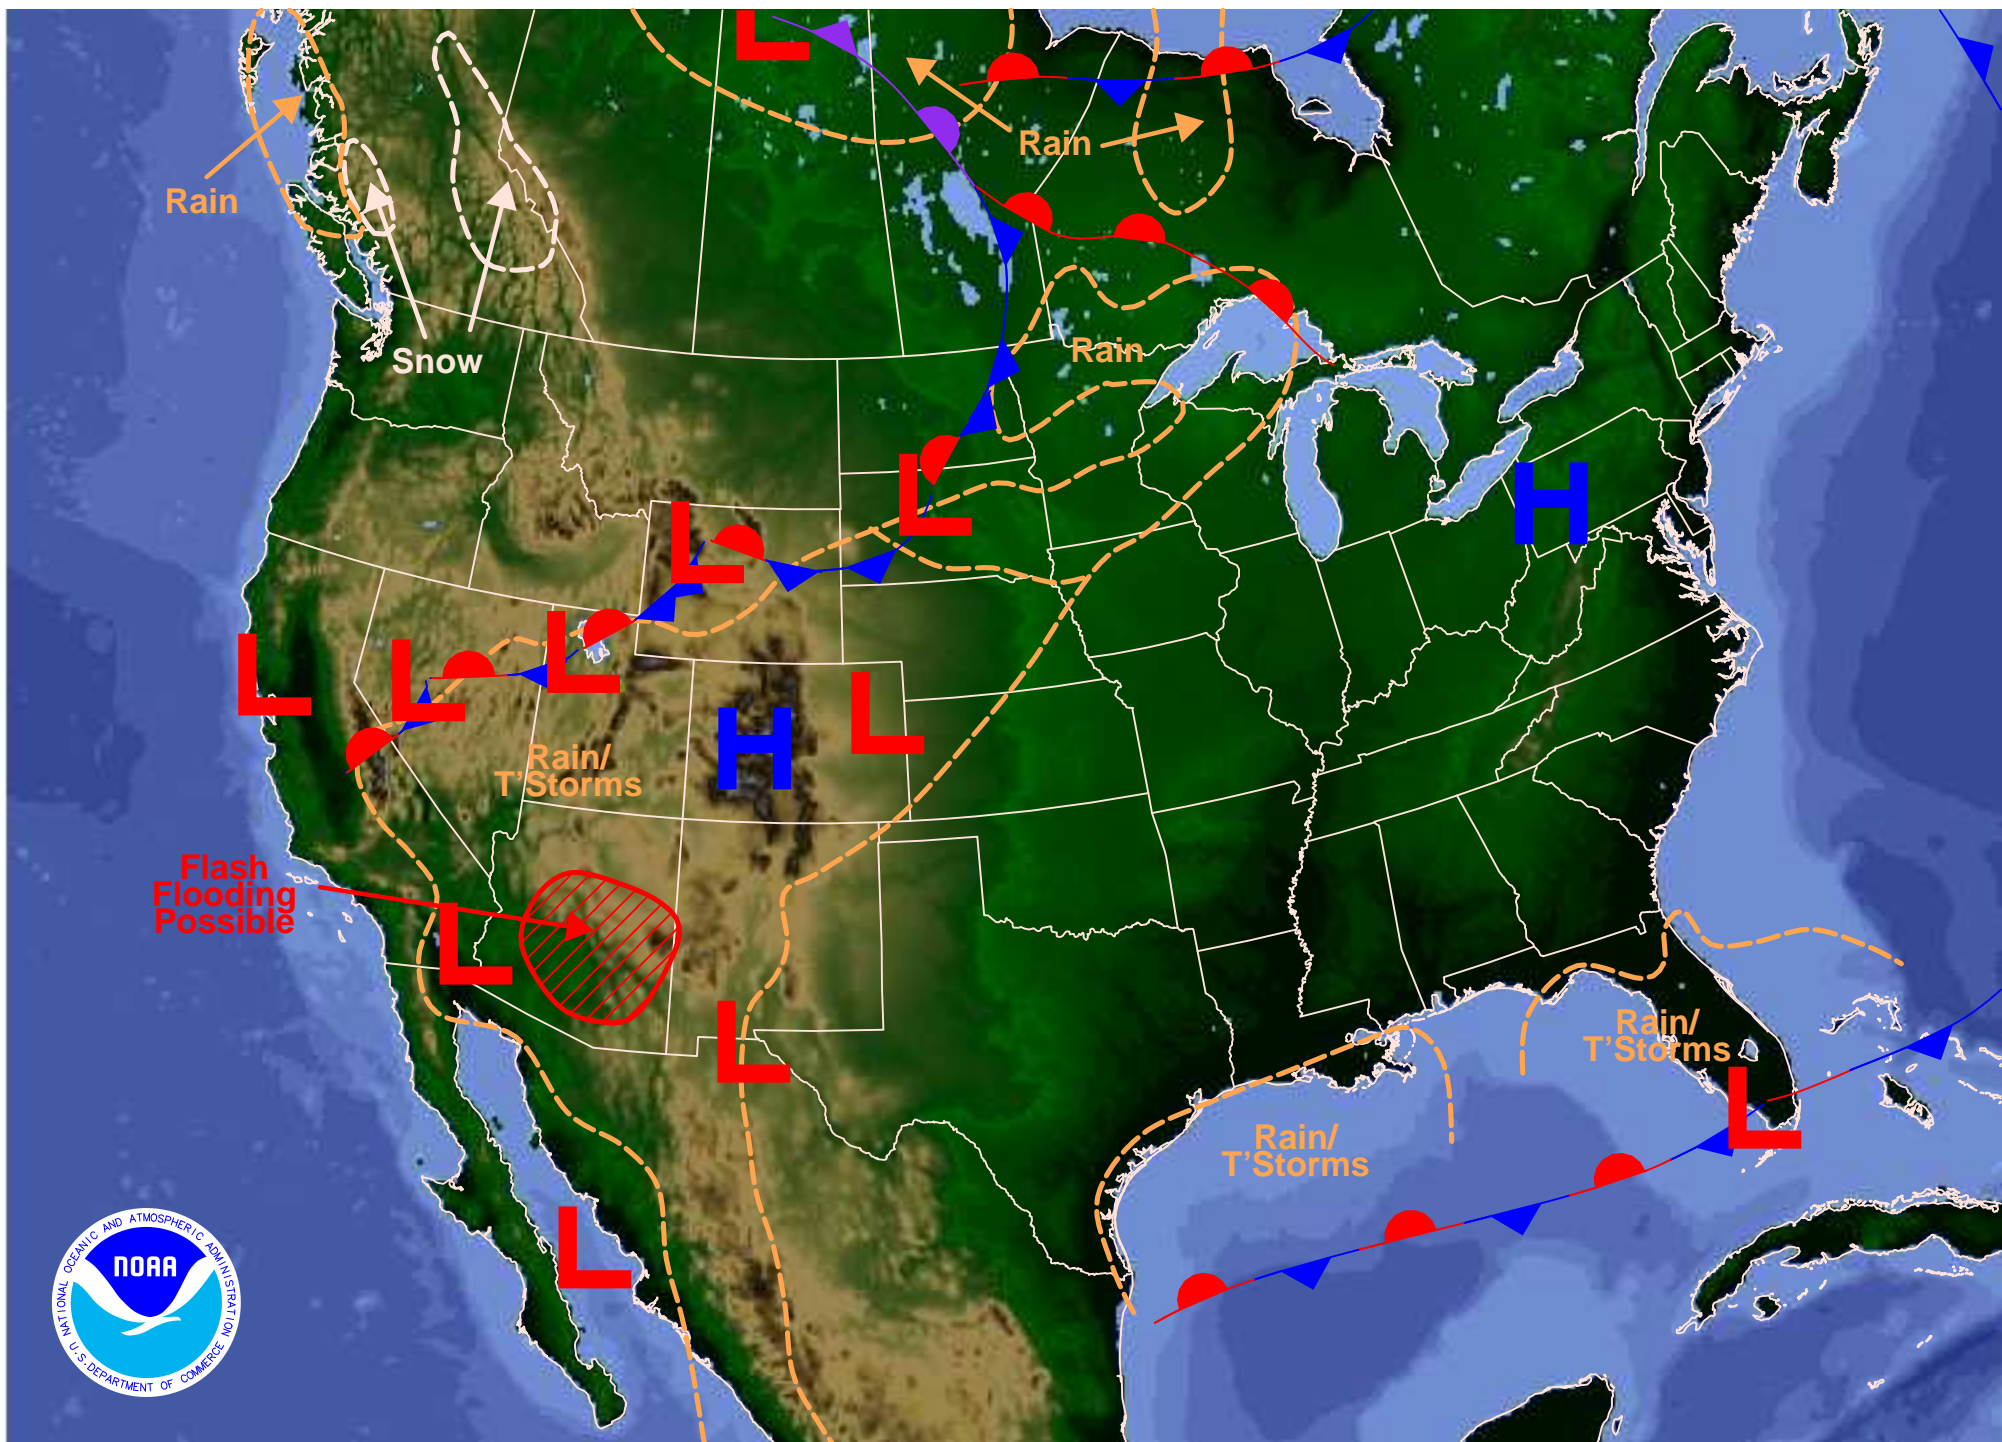 L
Rain
Rain
Snow
Rain
H
L
L
L
L
L
H
L
Rain/
T'Storms
Flash
Flooding
Possible
L
L
Rain/
T'Storms
L
Rain/
T'Storms
L
NATIONAL OCEANIC AND ATMOSPHERIC ADMINISTRATION
NOAA
U.S. DEPARTMENT OF COMMERCE